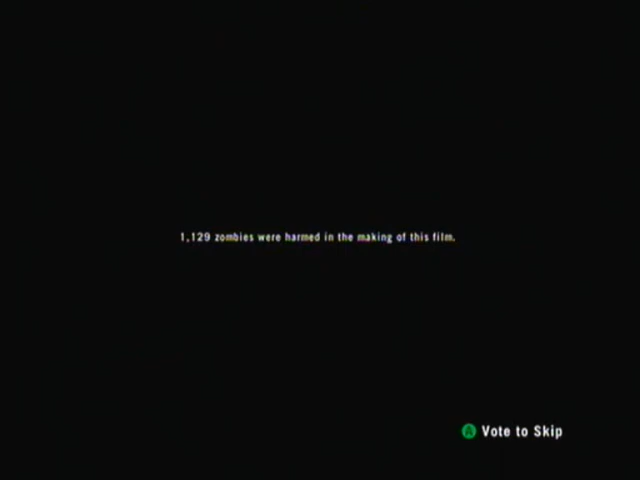 1,129 zombies were harmed in the making of this film.
A Vote to Skip